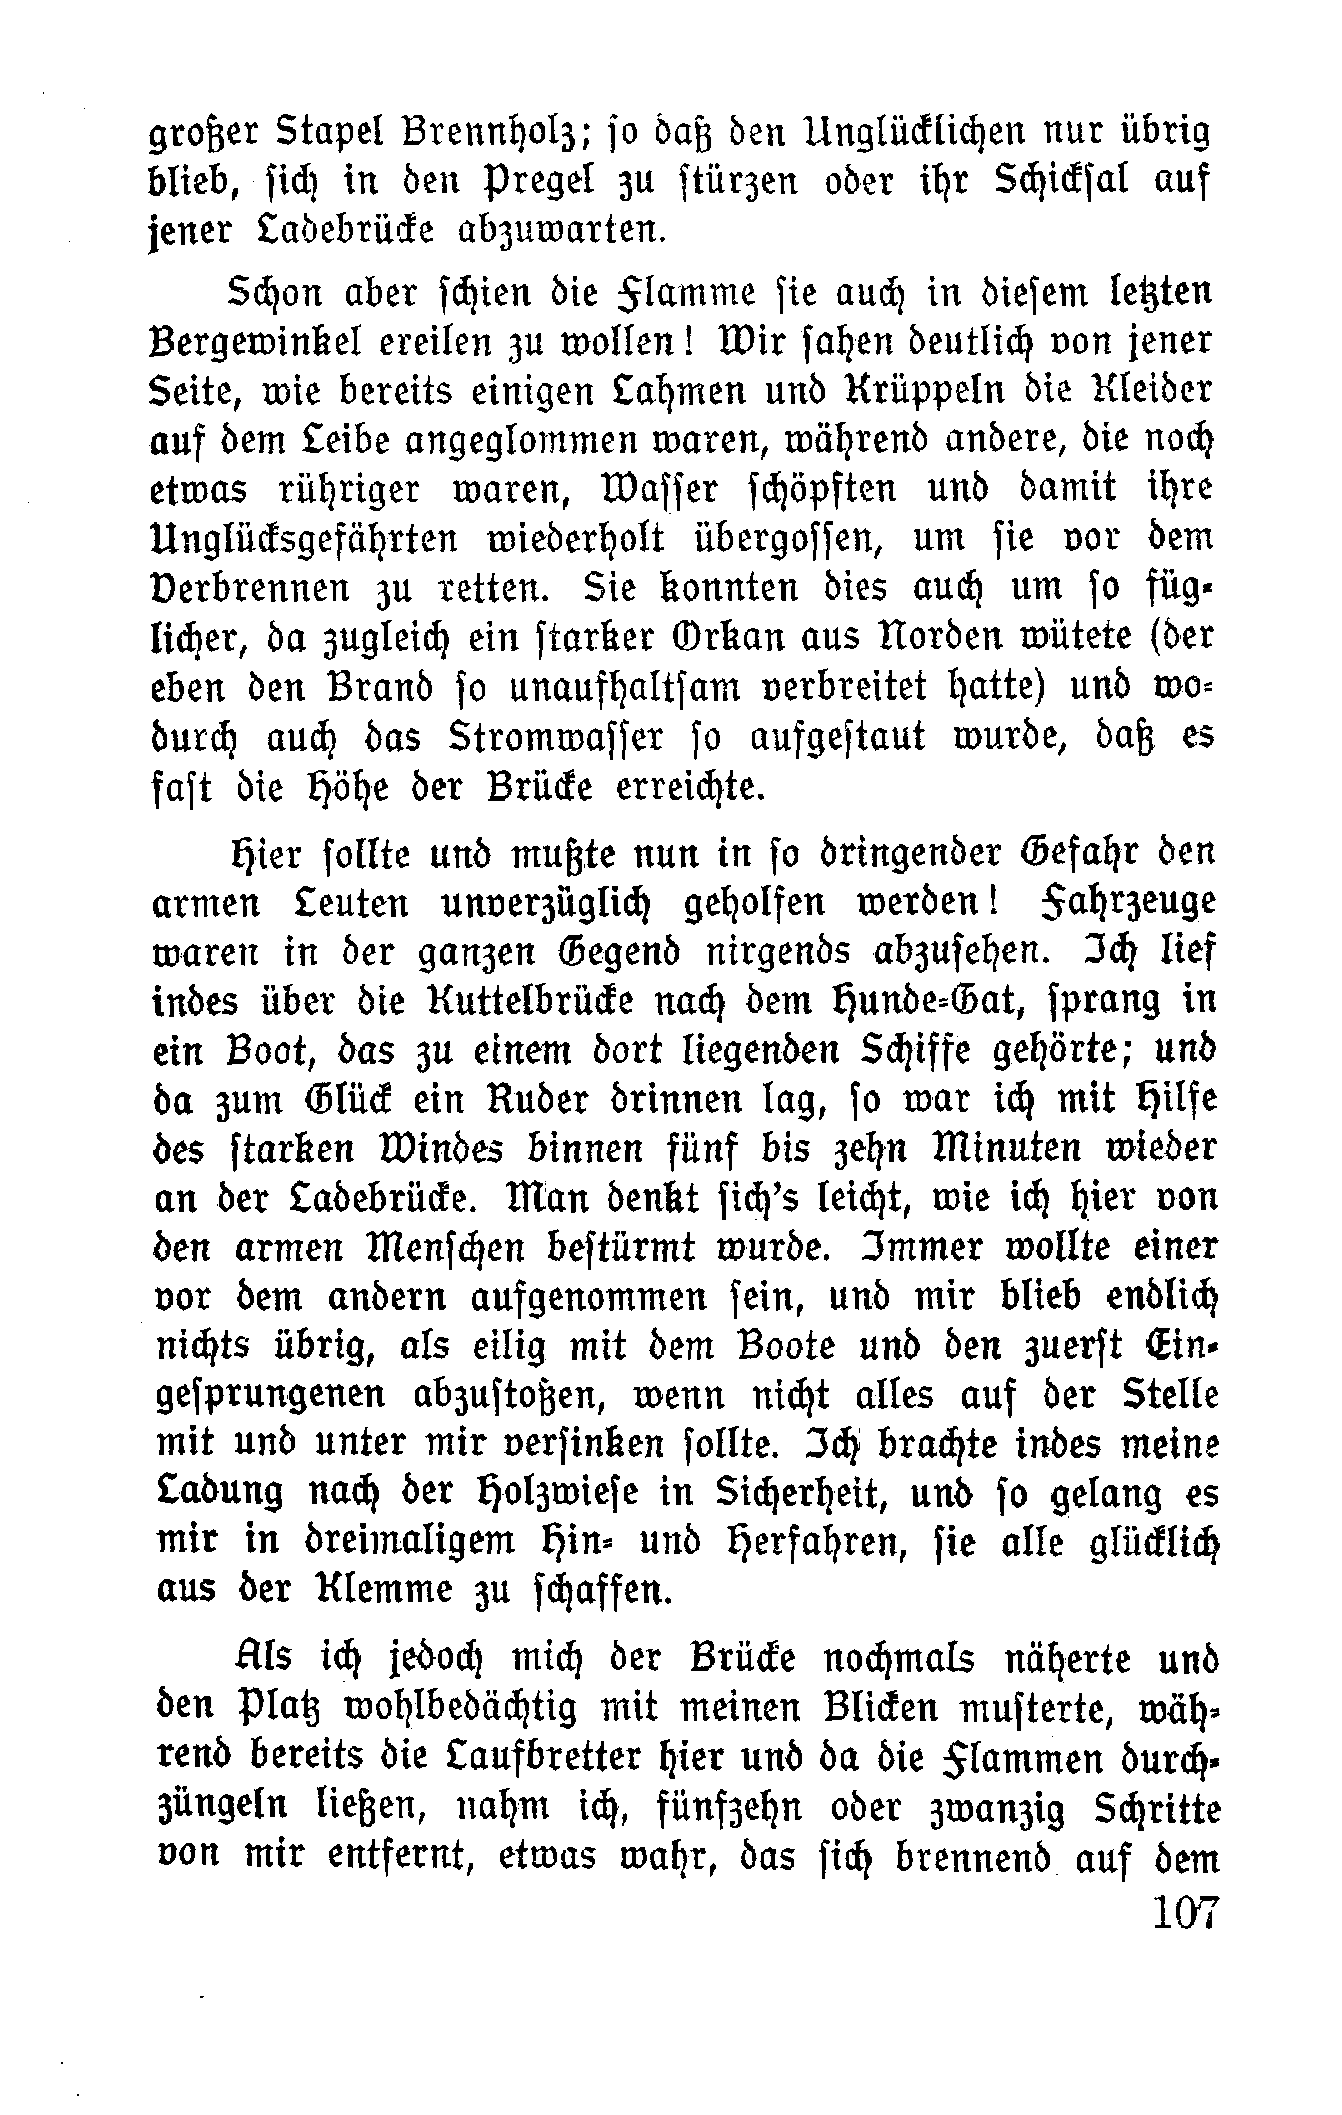 großer Stapel Brennholz; so daß den Unglücklichen nur übrig
blieb, sich in den Pregel zu stürzen oder ihr Schicksal auf
jener Ladebrücke abzuwarten.
Schon aber schien die Flamme sie auch in diesem letzten
Bergewinkel ereilen zu wollen! Wir sahen deutlich von jener
Seite, wie bereits einigen Lahmen und Krüppeln die Kleider
auf dem Leibe angeglommen waren, während andere, die noch
etwas rühriger waren, Wasser schöpften und damit ihre
Unglücksgefährten wiederholt übergossen, um sie vor dem
Verbrennen zu retten. Sie konnten dies auch um so füg-
licher, da zugleich ein starker Orkan aus Norden wütete (der
eben den Brand so unaufhaltsam verbreitet hatte) und wo-
durch auch das Stromwasser so aufgestaut wurde, daß es
fast die Höhe der Brücke erreichte.
Hier sollte und mußte nun in so dringender Gefahr den
armen Leuten unverzüglich geholfen werden! Fahrzeuge
waren in der ganzen Gegend nirgends abzusehen. Ich lief
indes über die Kuttelbrücke nach dem Hunde-Gat, sprang in
ein Boot, das zu einem dort liegenden Schiffe gehörte; und
da zum Glück ein Ruder drinnen lag, so war ich mit Hilfe
des starken Windes binnen fünf bis zehn Minuten wieder
an der Ladebrücke. Man denkt sich's leicht, wie ich hier von
den armen Menschen bestürmt wurde. Immer wollte einer
vor dem andern aufgenommen sein, und mir blieb endlich
nichts übrig, als eilig mit dem Boote und den zuerst Ein-
gesprungenen abzustoßen, wenn nicht alles auf der Stelle
mit und unter mir versinken sollte. Ich brachte indes meine
Ladung nach der Holzwiese in Sicherheit, und so gelang es
mir in dreimaligem Hin- und Herfahren, sie alle glücklich
aus der Klemme zu schaffen.
Als ich jedoch mich der Brücke nochmals näherte und
den Platz wohlbedächtig mit meinen Blicken musterte, wäh-
rend bereits die Laufbretter hier und da die Flammen durch-
züngeln ließen, nahm ich, fünfzehn oder zwanzig Schritte
von mir entfernt, etwas wahr, das sich brennend auf dem
107